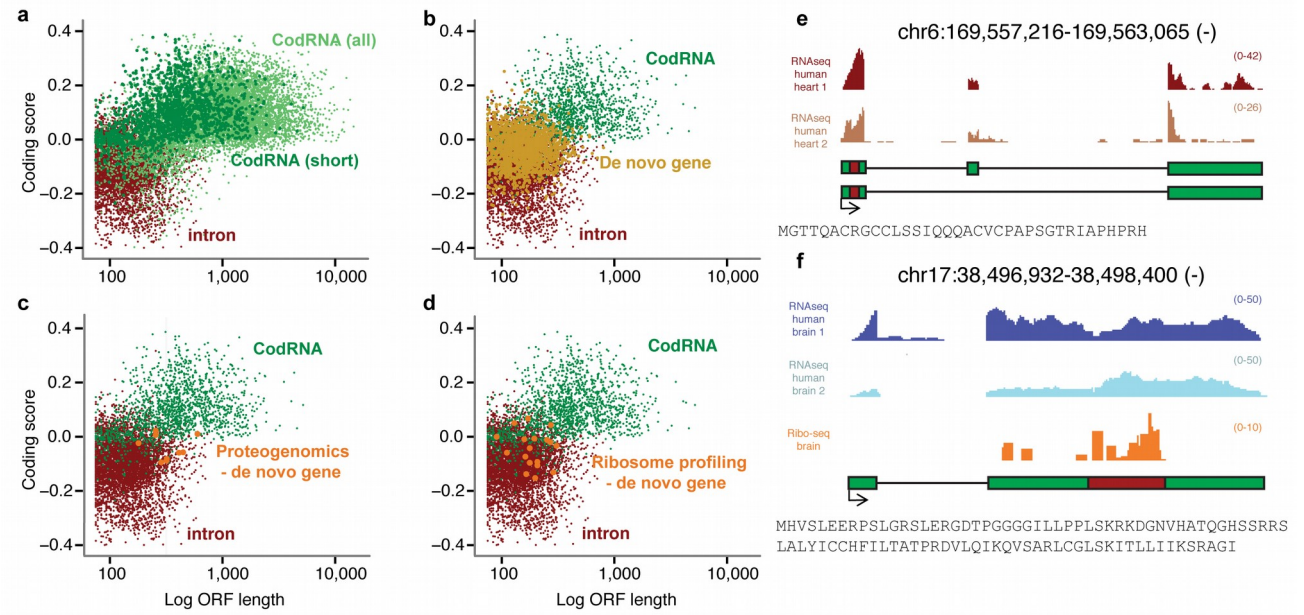 a
0.4
0.2
0.0
−0.2
−0.4
Coding score
CodRNA (all)
CodRNA (short)
intron
100
1,000
10,000
b
0.4
0.2
0.0
−0.2
−0.4
CodRNA
De novo gene
intron
100
1,000
10,000
c
0.4
0.2
0.0
−0.2
−0.4
Coding score
CodRNA
Proteogenomics
- de novo gene
intron
100
1,000
10,000
Log ORF length
d
0.4
0.2
0.0
−0.2
−0.4
CodRNA
Ribosome profiling
- de novo gene
intron
100
1,000
10,000
Log ORF length
e
chr6:169,557,216-169,563,065 (-)
RNAseq
human
heart 1
(0-42)
RNAseq
human
heart 2
(0-26)
MGTTQACRGCCLSSIQQQACVCPAPSGTRIAPHPRH
f
chr17:38,496,932-38,498,400 (-)
RNAseq
human
brain 1
(0-50)
RNAseq
human
brain 2
(0-50)
Ribo-seq
brain
(0-10)
MHVSLEERPSLGRSLERGDTPGGGGILLPPLSKRKDGNVHATQGHSSRRS
LALYICCHFILTATPRDVLQIKQVSARLCGLSKITLLIIKSRAGI